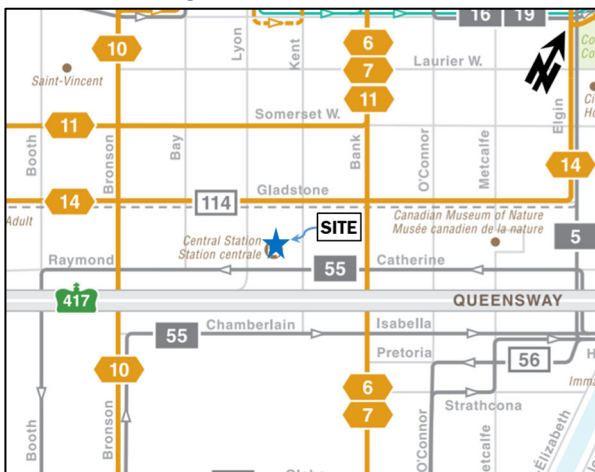 16 19
10
6
Lyon
Kent
Laurier W.
Saint-Vincent
7
11
Somerset W.
11
Booth
Bronson
Bay
Bank
O'Connor
Metcalfe
Elgin
14
14
114
Gladstone
Adult
SITE
Canadian Museum of Nature
Musée canadien de la nature
Central Station
Station centrale
5
Raymond
55
Catherine
417
QUEENSWAY
55
Chamberlain
Isabella
Pretoria
56
10
6
7
Strathcona
Booth
Bronson
O'Connor
Metcalfe
Élizabeth